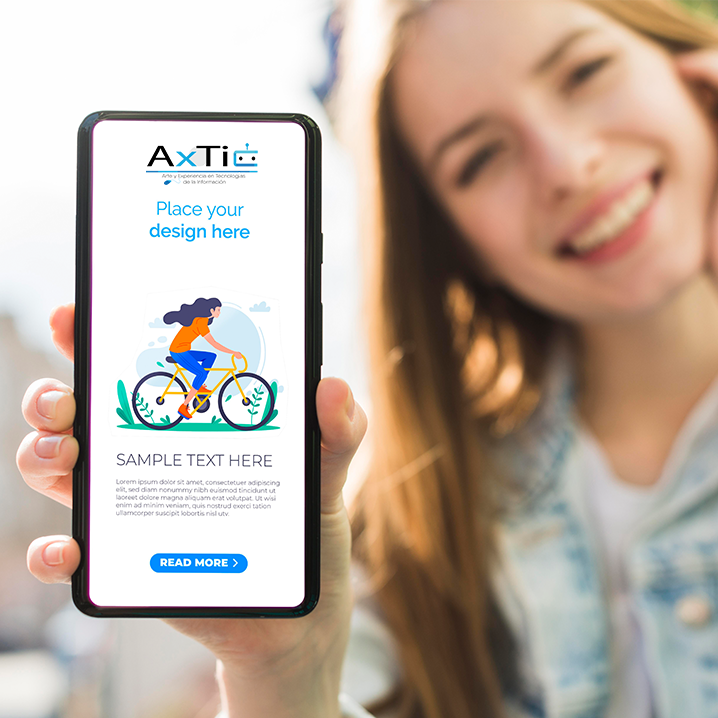 AxTi
Arte y Experiencia en Tecnologías
de la Información
Place your
design here
SAMPLE TEXT HERE
Lorem ipsum dolor sit amet, consectetuer adipiscing
elit, sed diam nonummy nibh euismod tincidunt ut
laoreet dolore magna aliquam erat volutpat. Ut wisi
enim ad minim veniam, quis nostrud exerci tation
ullamcorper suscipit lobortis nisl utv.
READ MORE >